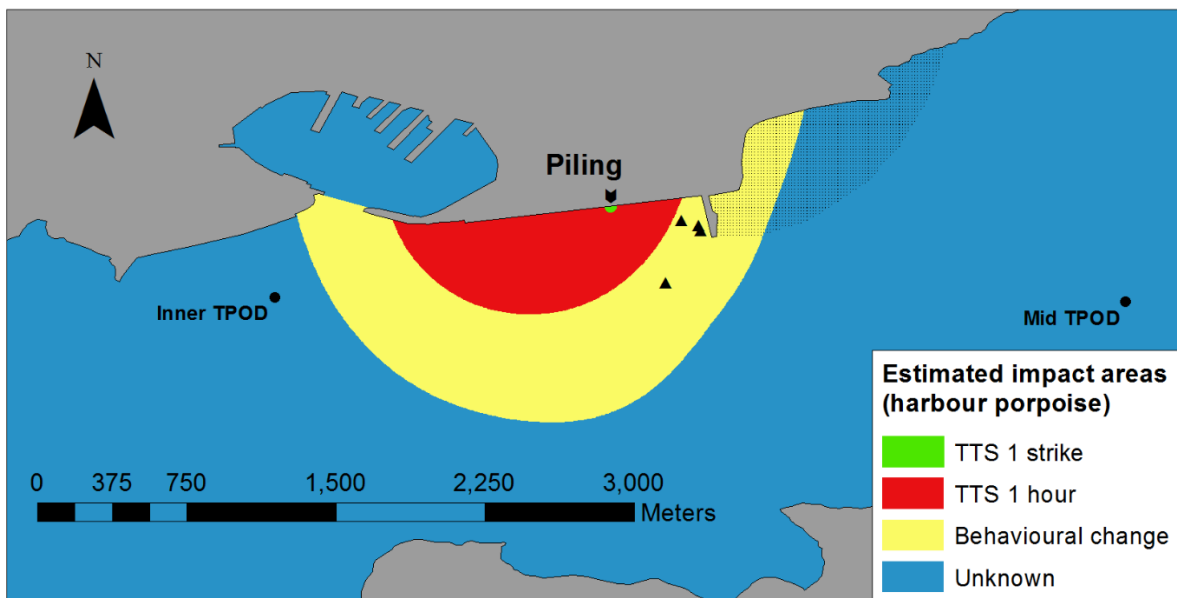 N
Piling
Inner TPOD
Mid TPOD
0 375 750 1,500 2,250 3,000
Meters
Estimated impact areas
(harbour porpoise)
TTS 1 strike
TTS 1 hour
Behavioural change
Unknown